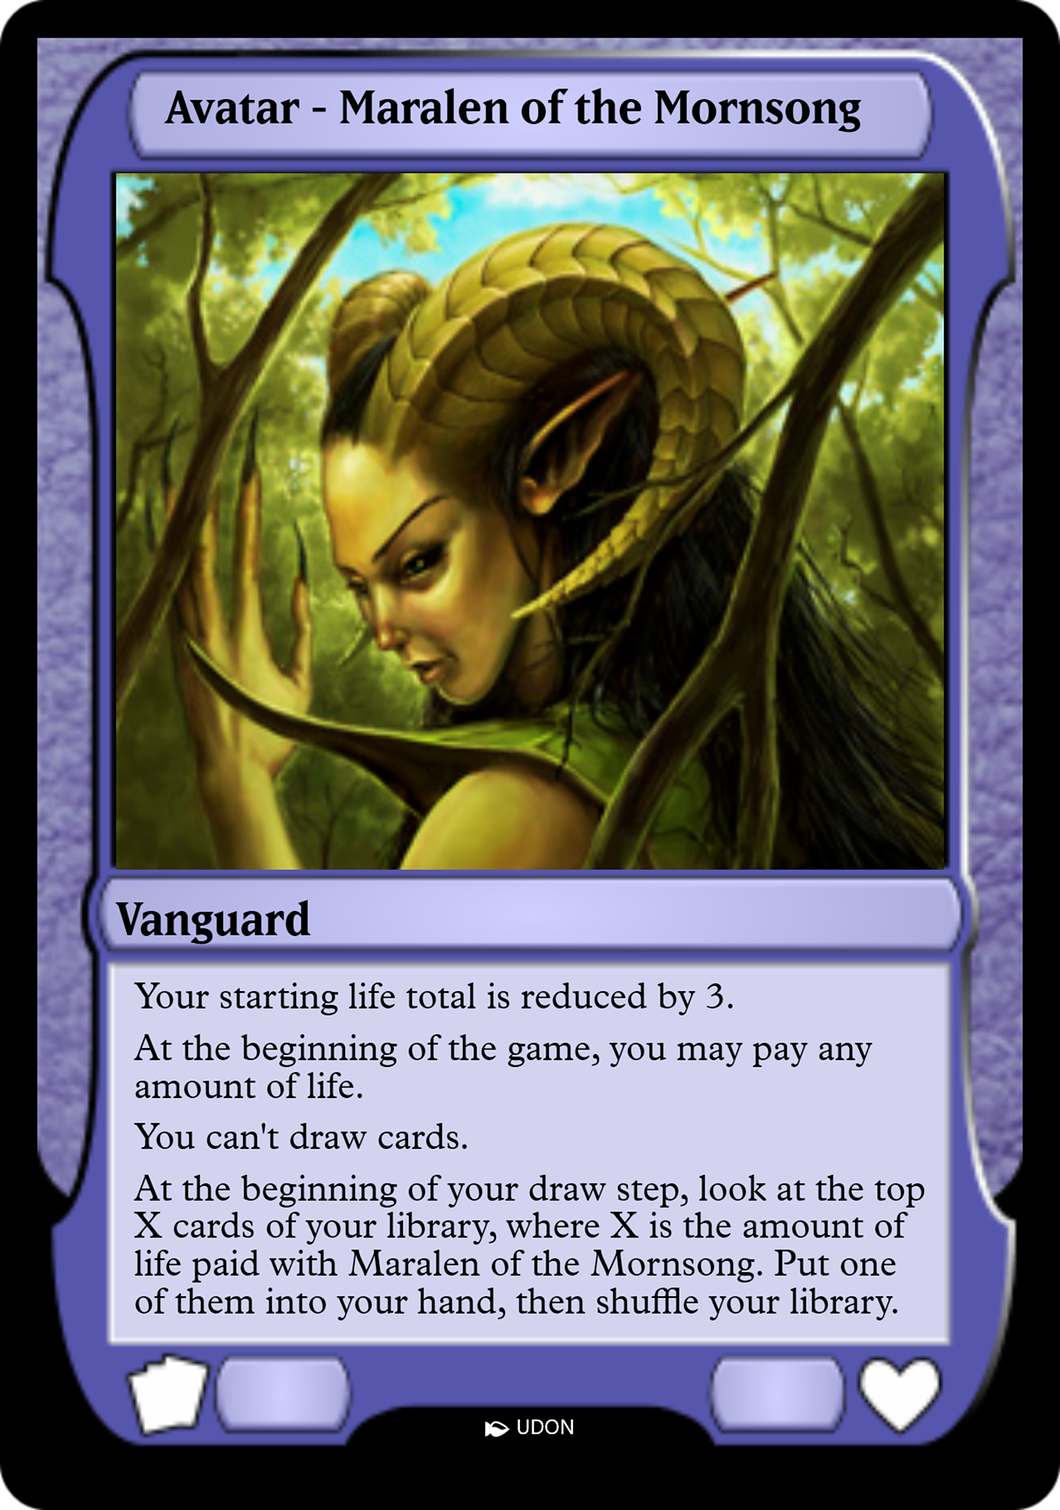 Avatar - Maralen of the Mornsong
Vanguard
Your starting life total is reduced by 3.
At the beginning of the game, you may pay any
amount of life.
You can't draw cards.
At the beginning of your draw step, look at the top
X cards of your library, where X is the amount of
life paid with Maralen of the Mornsong. Put one
of them into your hand, then shuffle your library.
UDON